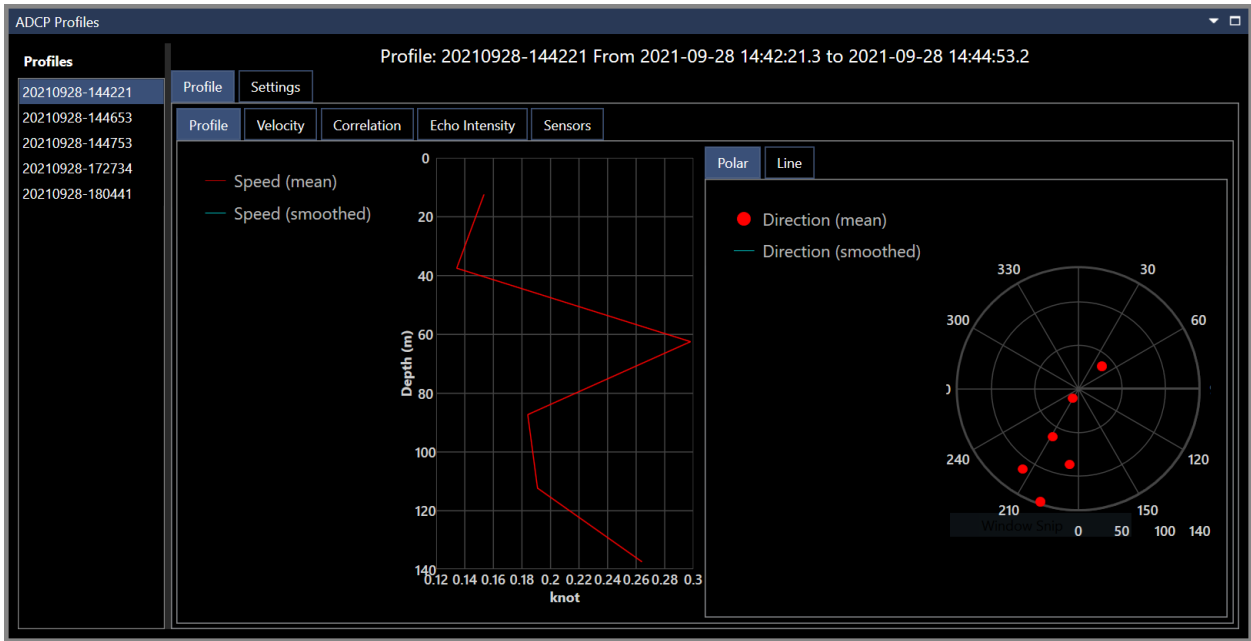 ADCP Profiles
Profiles
20210928-144221
20210928-144653
20210928-144753
20210928-172734
20210928-180441
Profile: 20210928-144221 From 2021-09-28 14:42:21.3 to 2021-09-28 14:44:53.2
Profile Settings
Profile Velocity Correlation Echo Intensity Sensors
Speed (mean)
Speed (smoothed)
0
20
40
60
80
100
120
140
Depth (m)
0.12 0.14 0.16 0.18 0.2 0.22 0.24 0.26 0.28 0.3
knot
Polar Line
Direction (mean)
Direction (smoothed)
330 30
300 60
240 120
210 150
Window Snip
0 50 100 140